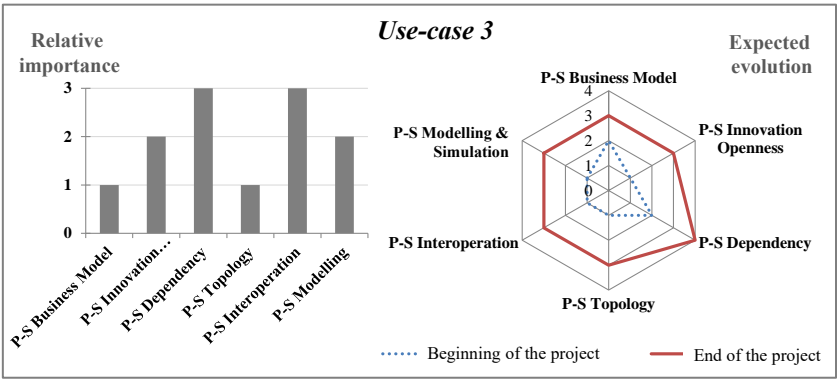 Use-case 3
Relative
importance
3
2
1
0
P-S Business Model
P-S Innovation…
P-S Dependency
P-S Topology
P-S Interoperation
P-S Modelling
Expected
evolution
P-S Business Model
4
3
2
1
0
P-S Innovation
Openness
P-S Dependency
P-S Topology
P-S Interoperation
P-S Modelling &
Simulation
Beginning of the project
End of the project